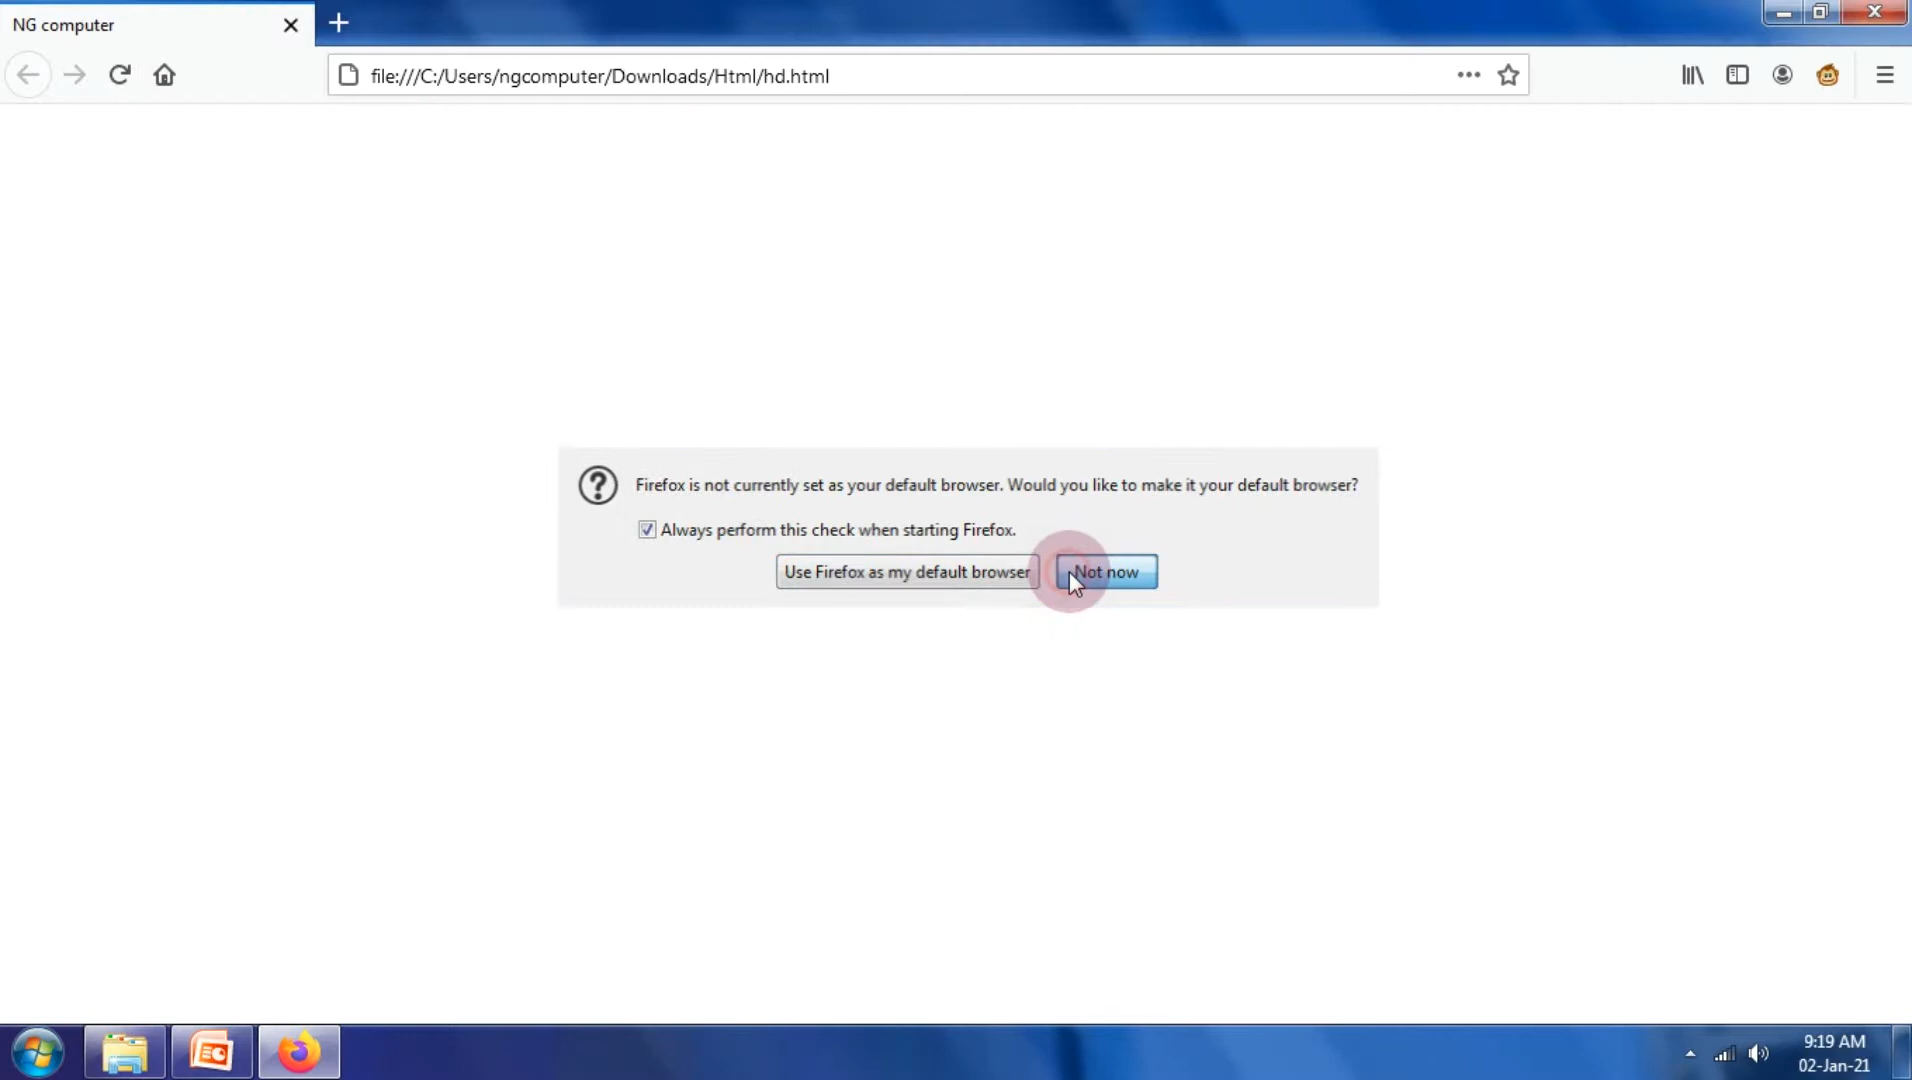 NG computer
file:///C:/Users/ngcomputer/Downloads/Html/hd.html
Firefox is not currently set as your default browser. Would you like to make it your default browser?
Always perform this check when starting Firefox.
Use Firefox as my default browser
Not now
9:19 AM
02-Jan-21